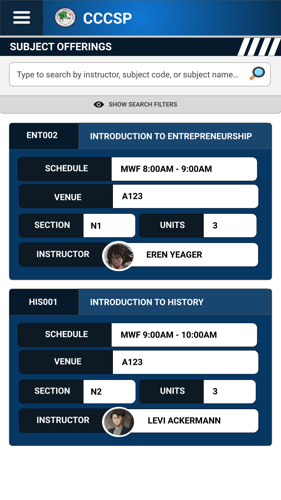 CCCSP
SUBJECT OFFERINGS
Type to search by instructor, subject code, or subject name...
SHOW SEARCH FILTERS
ENT002 INTRODUCTION TO ENTREPRENEURSHIP
SCHEDULE MWF 8:00AM - 9:00AM
VENUE A123
SECTION N1 UNITS 3
INSTRUCTOR EREN YEAGER
HIS001 INTRODUCTION TO HISTORY
SCHEDULE MWF 9:00AM - 10:00AM
VENUE A123
SECTION N2 UNITS 3
INSTRUCTOR LEVI ACKERMANN